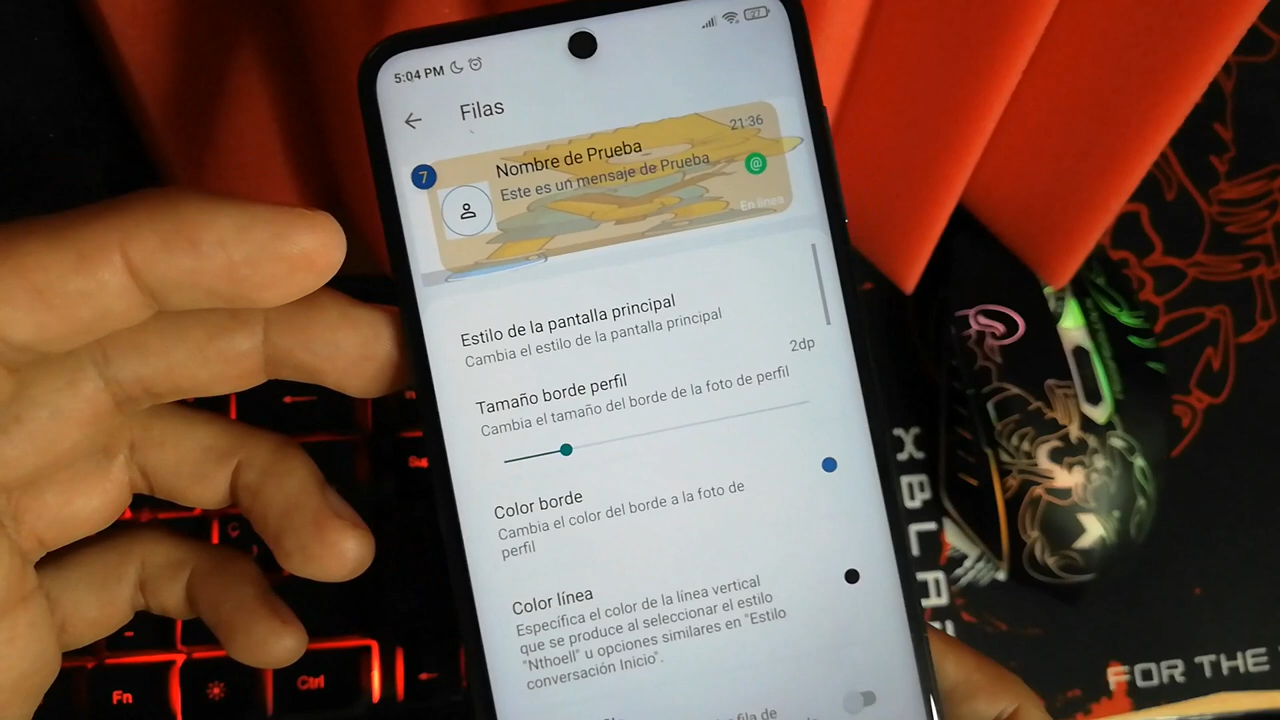 5:04 PM
27
Filas
7
Nombre de Prueba
21:36
Este es un mensaje de Prueba
@
En línea
Estilo de la pantalla principal
Cambia el estilo de la pantalla principal
Tamaño borde perfil
2dp
Cambia el tamaño del borde de la foto de perfil
Color borde
Cambia el color del borde a la foto de
perfil
Color línea
Especifica el color de la línea vertical
que se produce al seleccionar el estilo
"Nthoell" u opciones similares en "Estilo
conversación Inicio".
fila de
Fn
Ctrl
XBLA
FOR THE